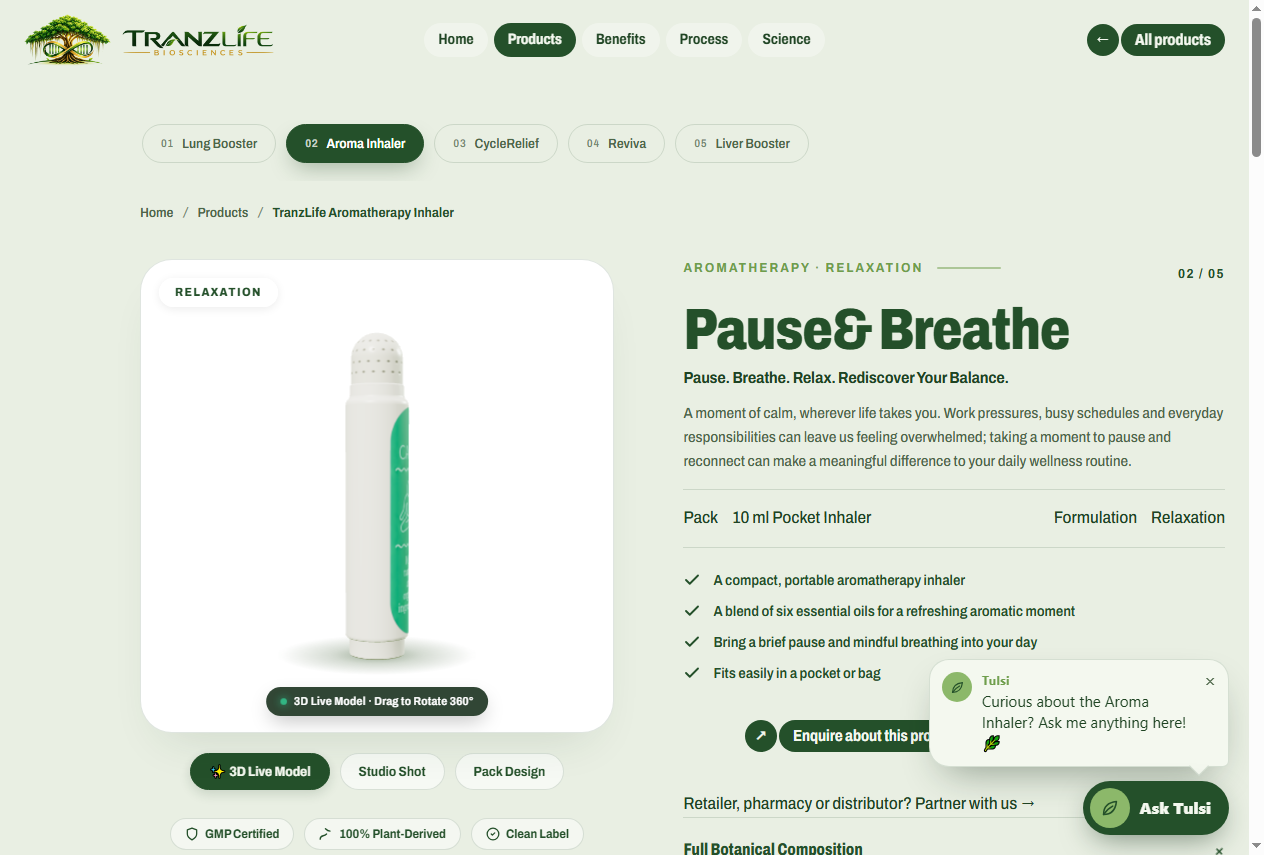 TRANZLIFE
BIOSCIENCES
Home
Products
Benefits
Process
Science
← All products
01 Lung Booster
02 Aroma Inhaler
03 CycleRelief
04 Reviva
05 Liver Booster
Home / Products / TranzLife Aromatherapy Inhaler
RELAXATION
3D Live Model · Drag to Rotate 360°
✨ 3D Live Model
Studio Shot
Pack Design
GMP Certified
100% Plant-Derived
Clean Label
AROMATHERAPY · RELAXATION
02 / 05
Pause& Breathe
Pause. Breathe. Relax. Rediscover Your Balance.
A moment of calm, wherever life takes you. Work pressures, busy schedules and everyday
responsibilities can leave us feeling overwhelmed; taking a moment to pause and
reconnect can make a meaningful difference to your daily wellness routine.
Pack 10 ml Pocket Inhaler Formulation Relaxation
A compact, portable aromatherapy inhaler
A blend of six essential oils for a refreshing aromatic moment
Bring a brief pause and mindful breathing into your day
Fits easily in a pocket or bag
↗ Enquire about this
Retailer, pharmacy or distributor? Partner with us →
Full Botanical Composition
Tulsi ×
Curious about the Aroma
Inhaler? Ask me anything here!
🌿
Ask Tulsi